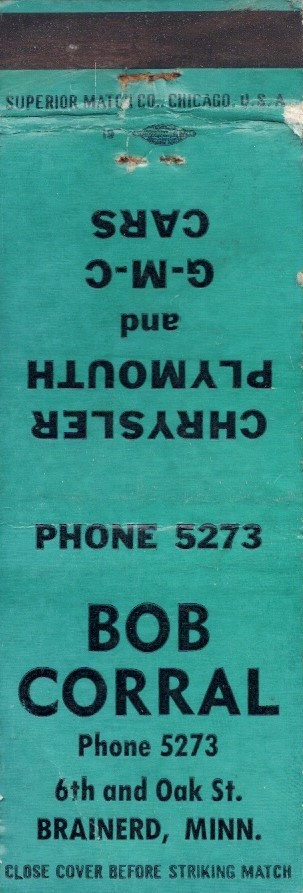 SUPERIOR MATCH CO., CHICAGO, U.S.A.
CHRYSLER
PLYMOUTH
and
G-M-C
CARS
PHONE 5273
BOB
CORRAL
Phone 5273
6th and Oak St.
BRAINERD, MINN.
CLOSE COVER BEFORE STRIKING MATCH